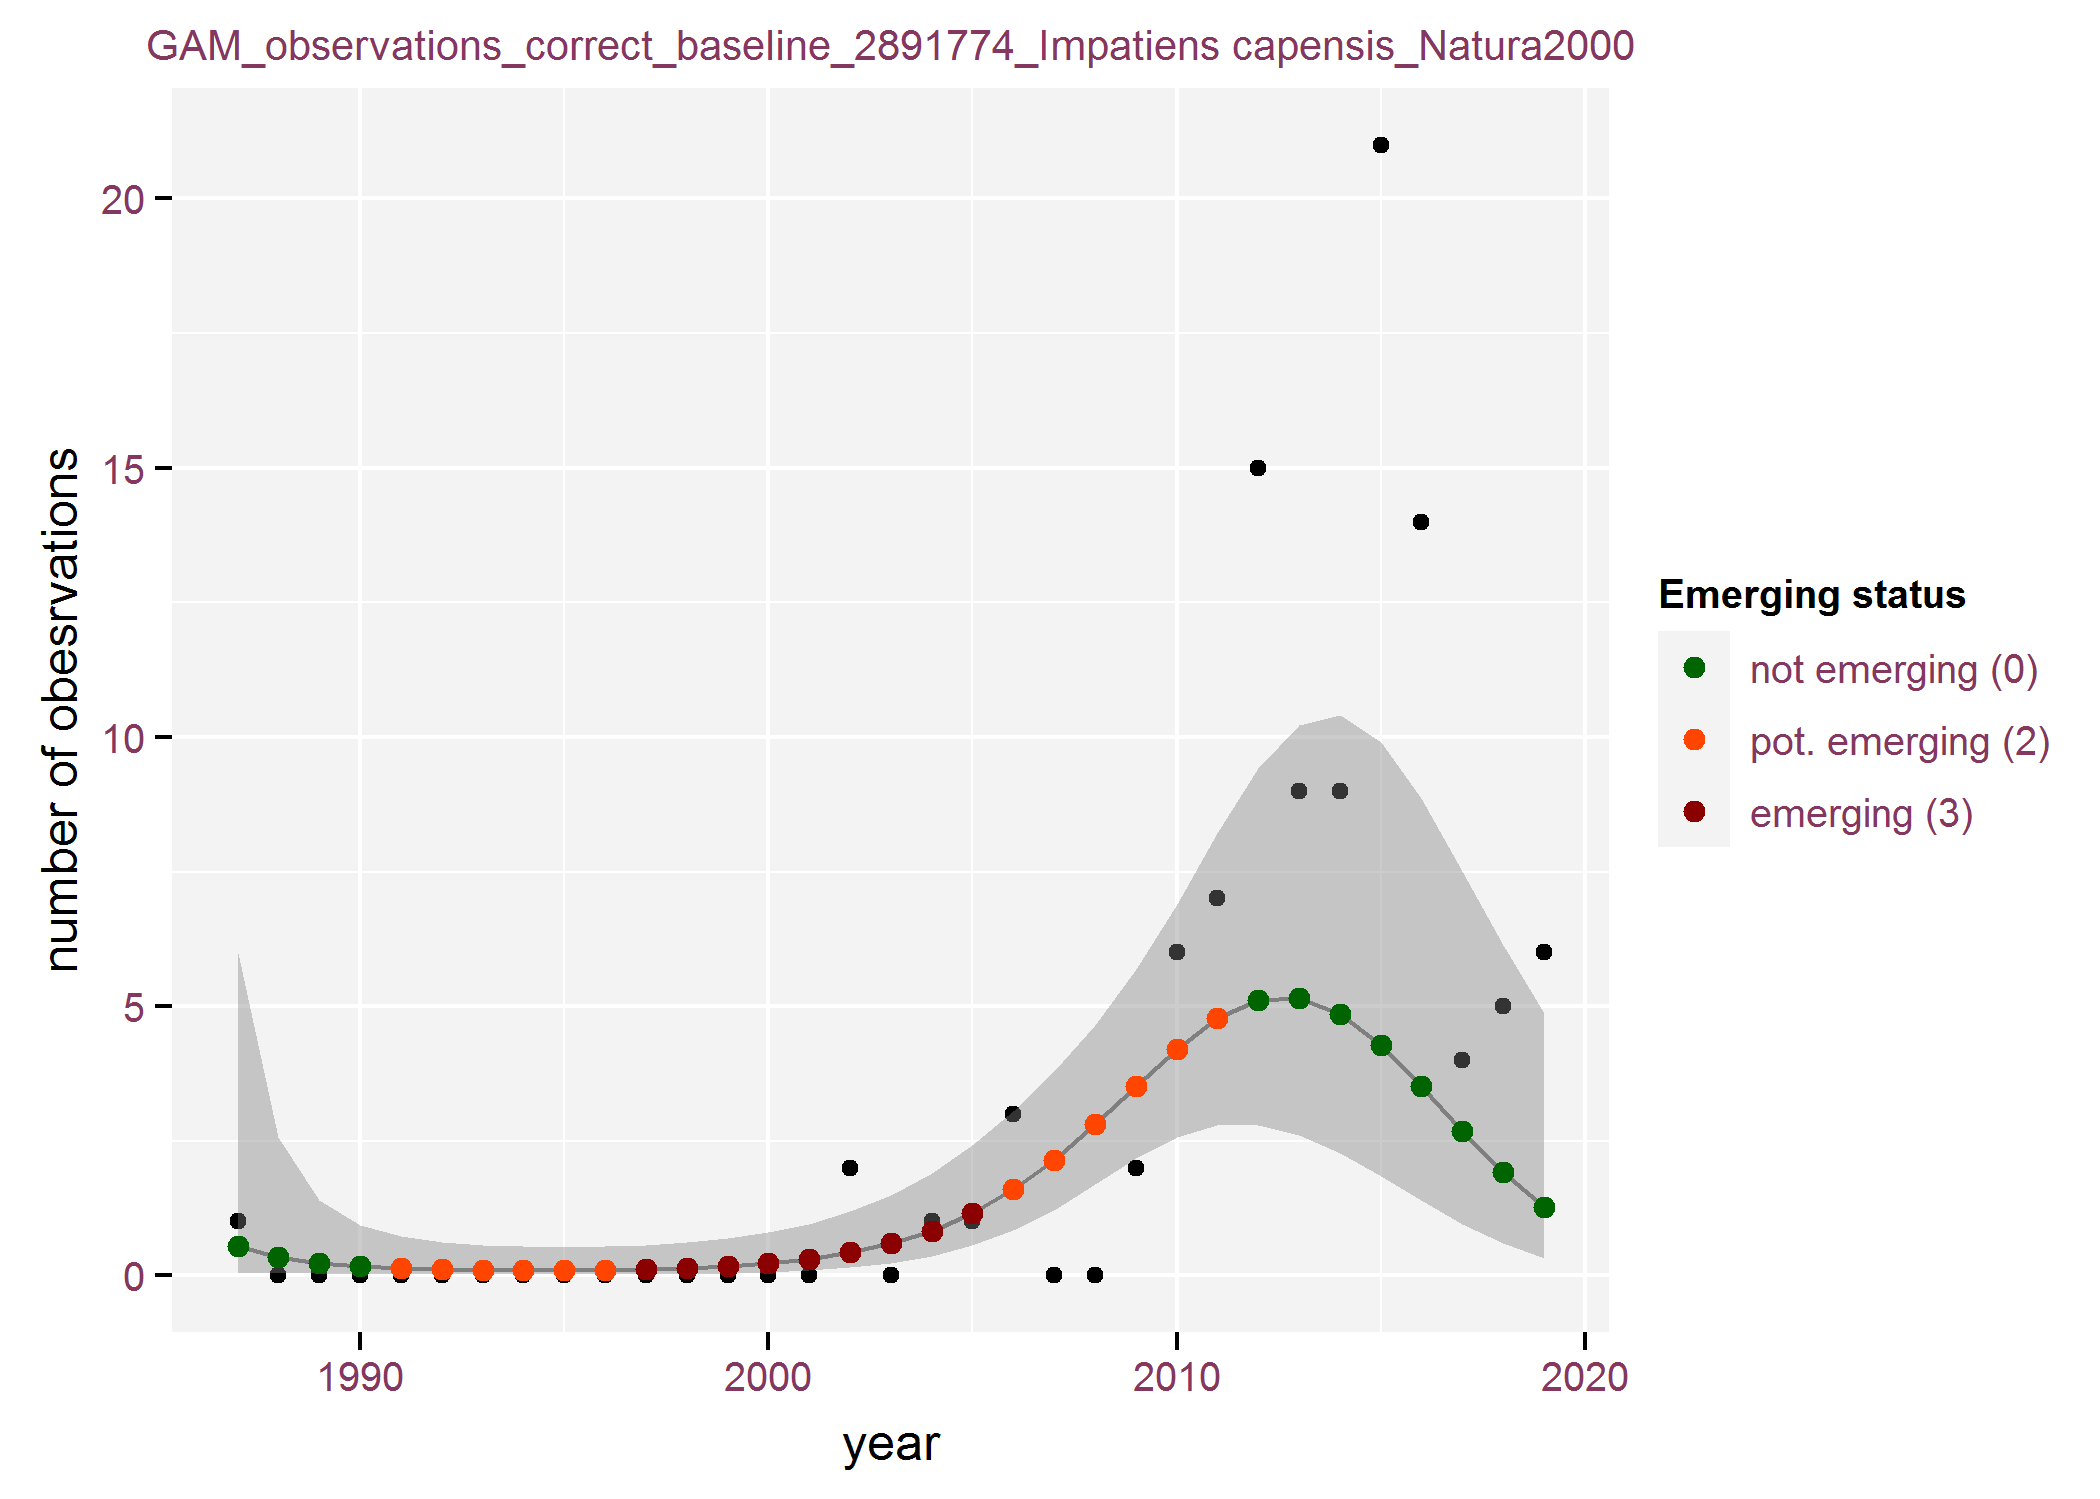 GAM_observations_correct_baseline_2891774_Impatiens capensis_Natura2000
20
15
10
5
0
number of obesrvations
1990
2000
2010
2020
year
Emerging status
not emerging (0)
pot. emerging (2)
emerging (3)